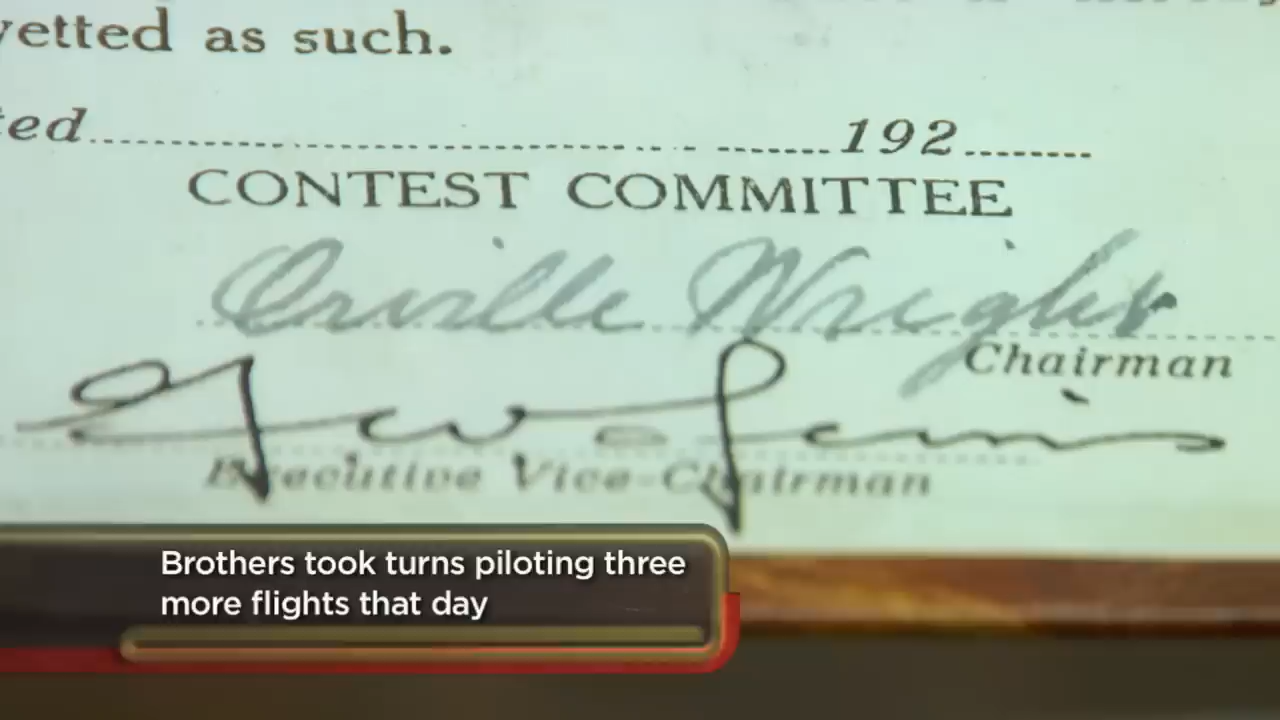 vetted as such.
ted.......................................................192........
CONTEST COMMITTEE
Orville Wright
Chairman
Executive Vice-Chairman
Brothers took turns piloting three
more flights that day